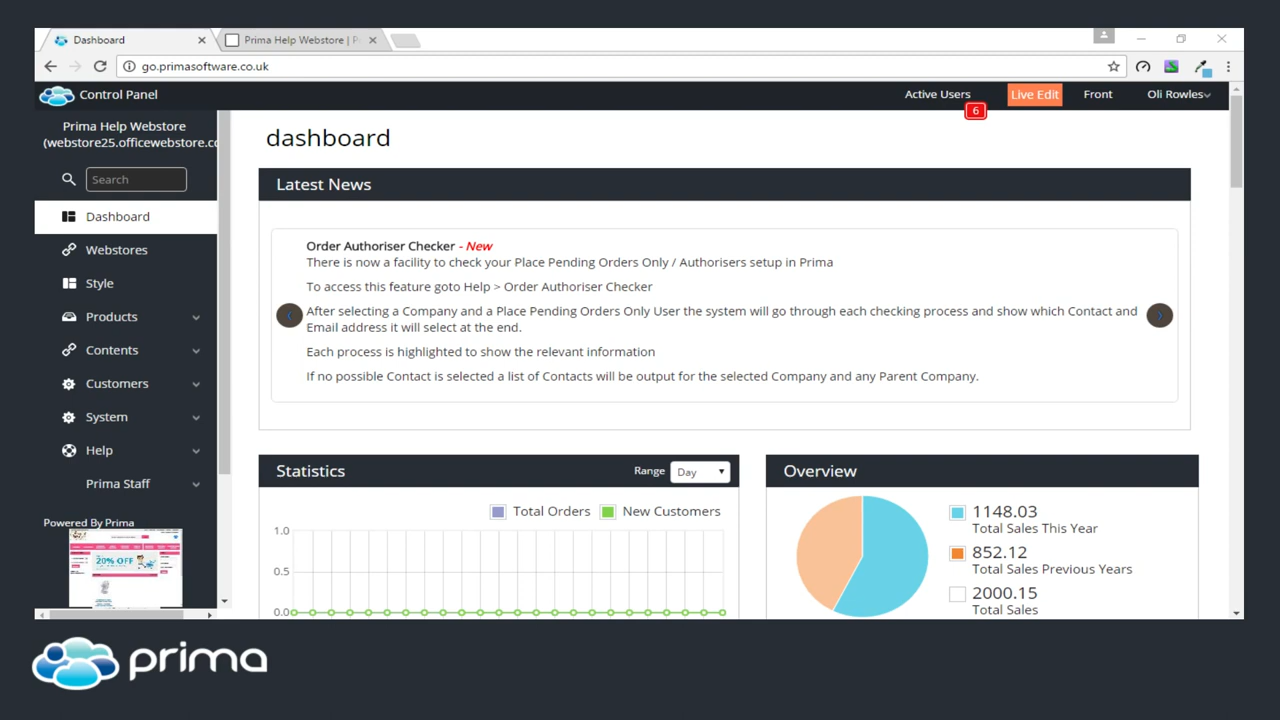 Dashboard
Prima Help Webstore | P
go.primasoftware.co.uk
Control Panel
Active Users
6
Live Edit
Front
Oli Rowles
Prima Help Webstore
(webstore25.officewebstore.co
Search
Dashboard
Webstores
Style
Products
Contents
Customers
System
Help
Prima Staff
Powered By Prima
20% OFF
dashboard
Latest News
Order Authoriser Checker - New
There is now a facility to check your Place Pending Orders Only / Authorisers setup in Prima
To access this feature goto Help > Order Authoriser Checker
After selecting a Company and a Place Pending Orders Only User the system will go through each checking process and show which Contact and
Email address it will select at the end.
Each process is highlighted to show the relevant information
If no possible Contact is selected a list of Contacts will be output for the selected Company and any Parent Company.
Statistics
Range
Day
Total Orders
New Customers
1.0
0.5
0.0
Overview
1148.03
Total Sales This Year
852.12
Total Sales Previous Years
2000.15
Total Sales
prima